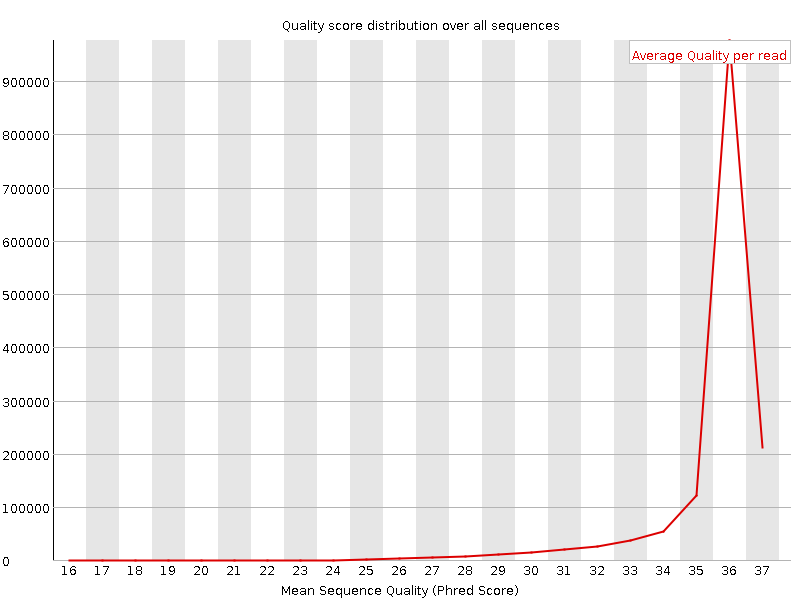 Quality score distribution over all sequences
Average Quality per read
900000
800000
700000
600000
500000
400000
300000
200000
100000
0
16 17 18 19 20 21 22 23 24 25 26 27 28 29 30 31 32 33 34 35 36 37
Mean Sequence Quality (Phred Score)